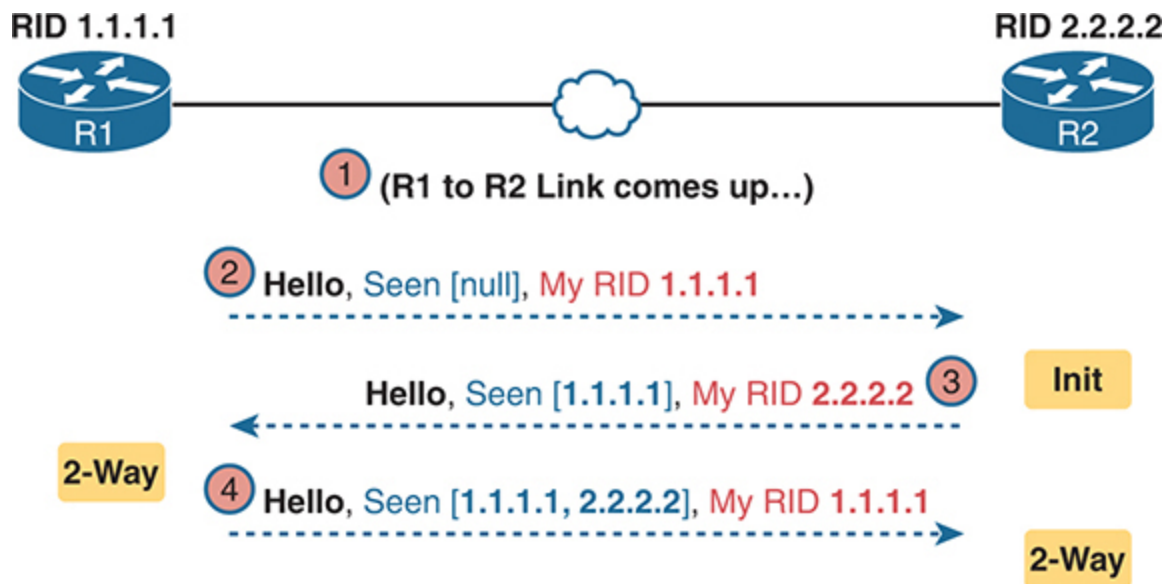 RID 1.1.1.1
RID 2.2.2.2
R1
R2
1 (R1 to R2 Link comes up...)
2 Hello, Seen [null], My RID 1.1.1.1
Hello, Seen [1.1.1.1], My RID 2.2.2.2 3
Init
2-Way
4 Hello, Seen [1.1.1.1, 2.2.2.2], My RID 1.1.1.1
2-Way